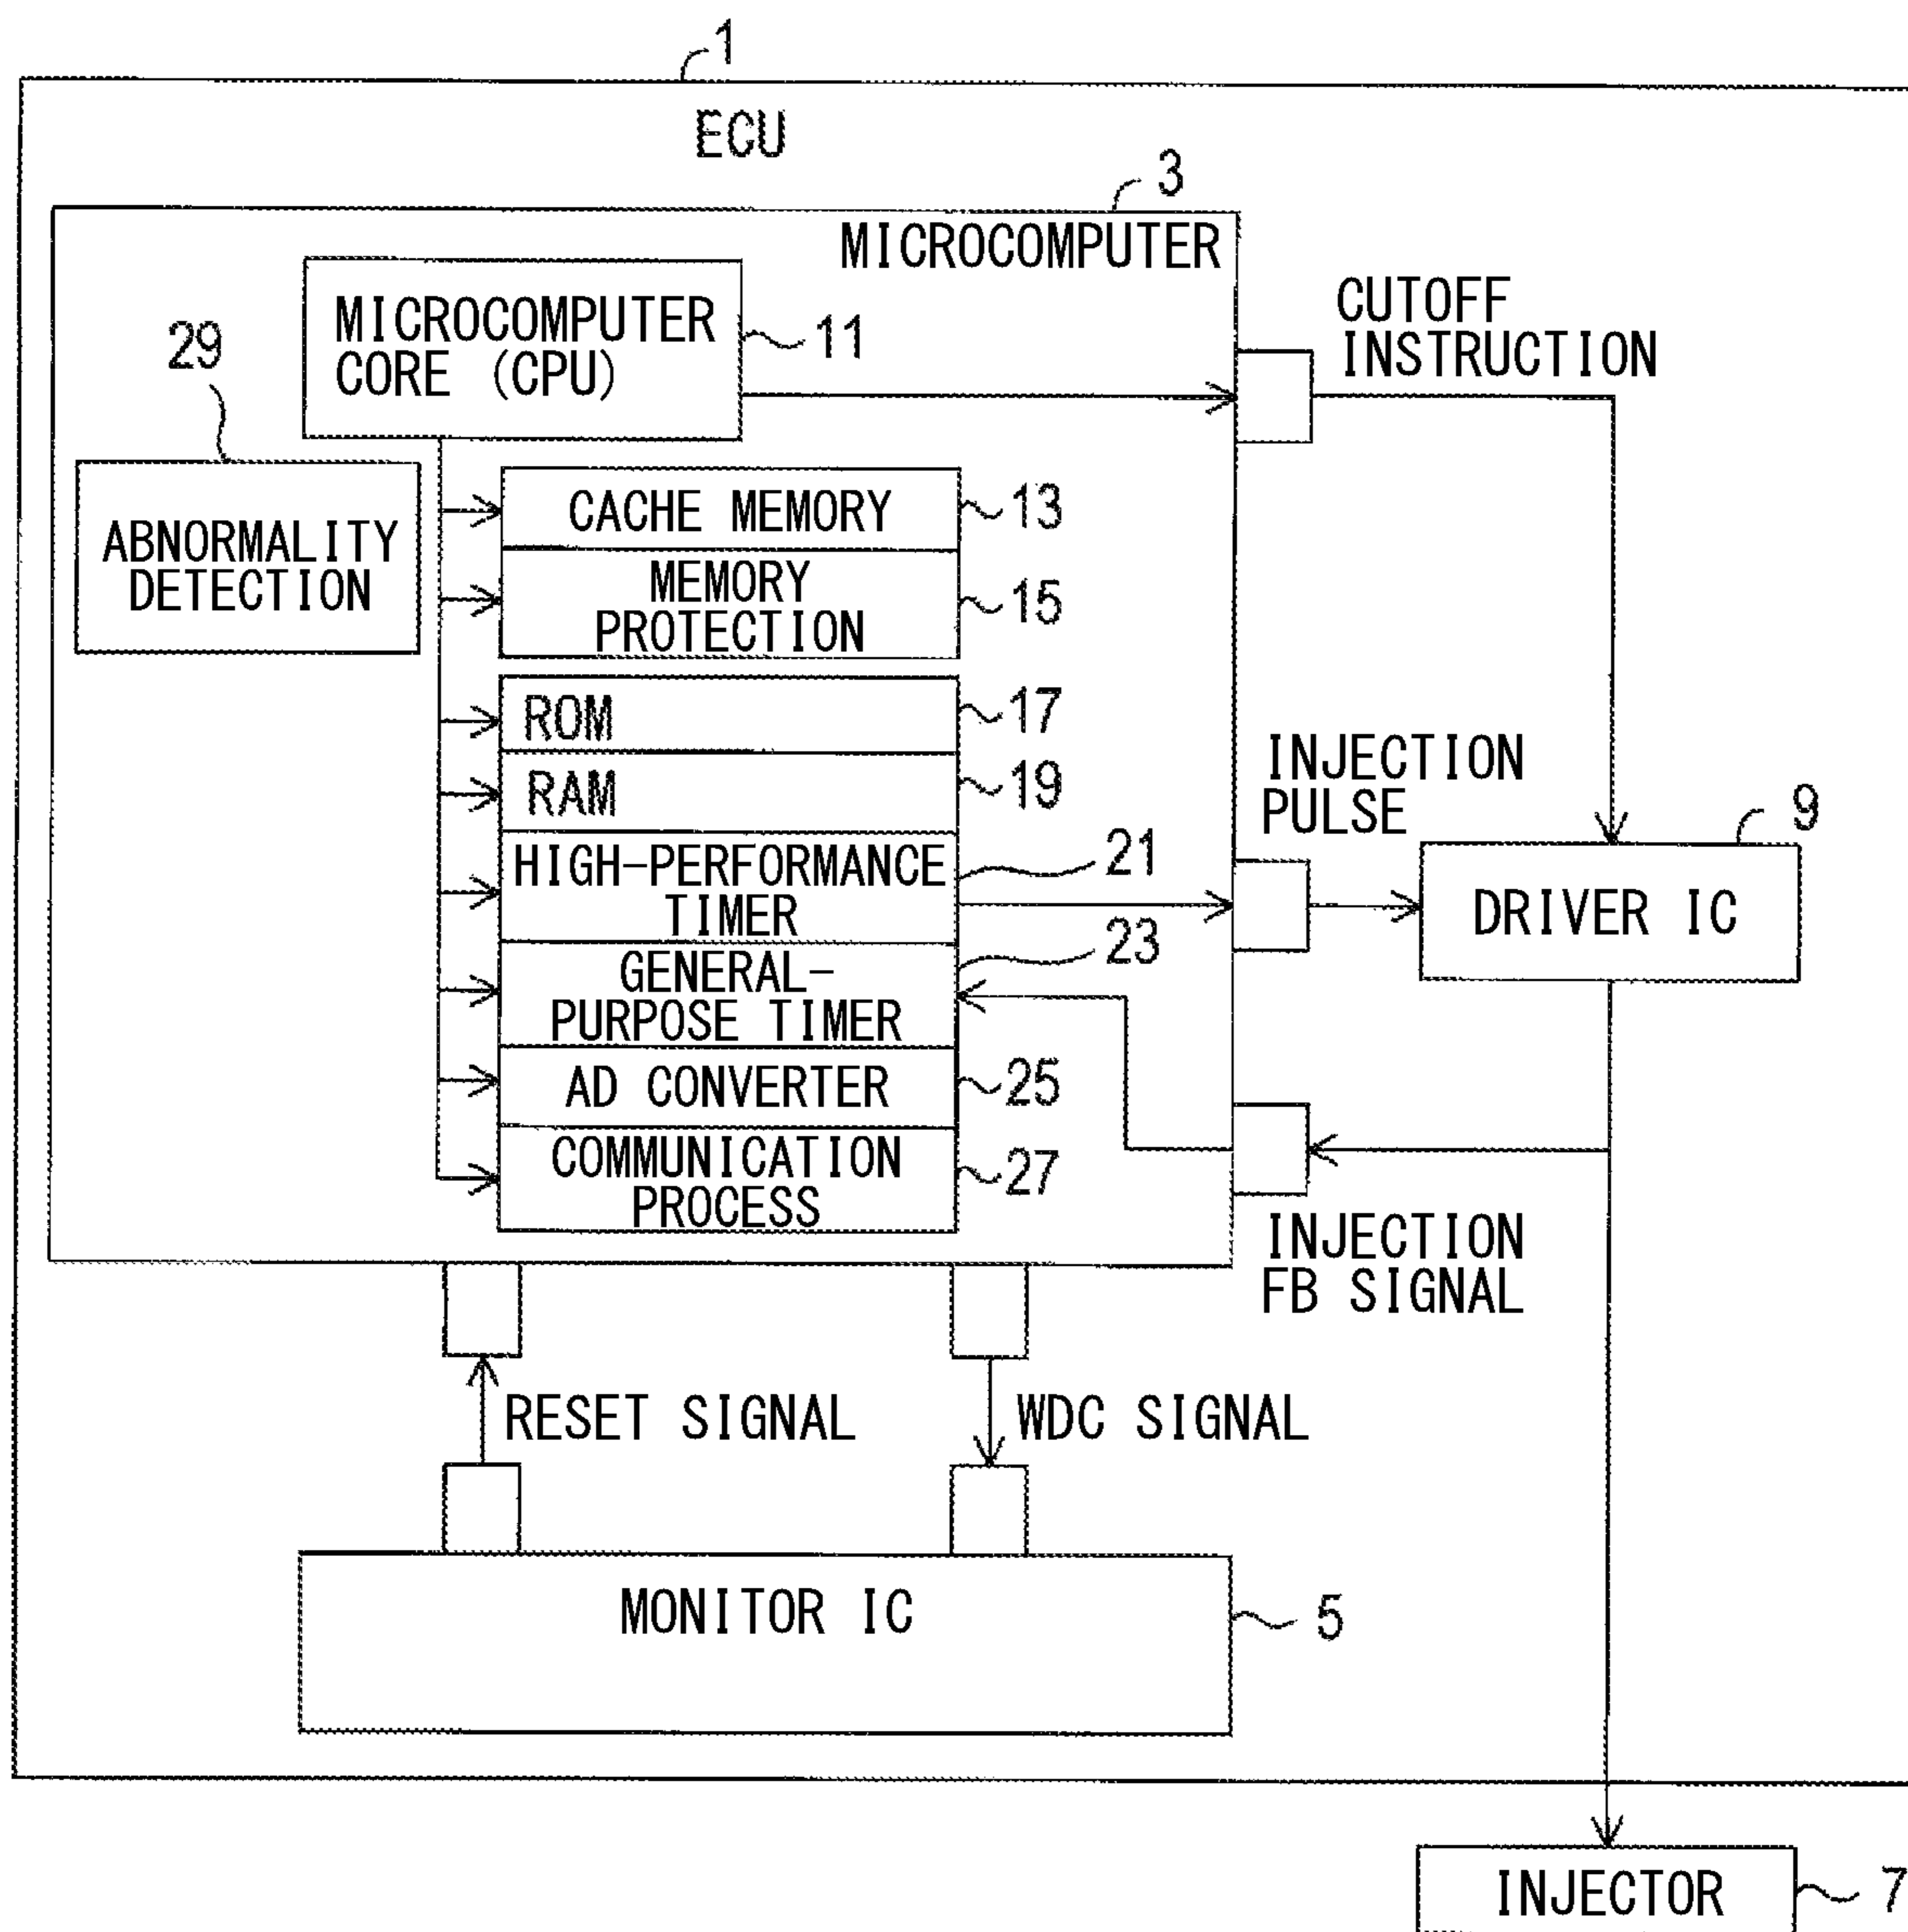 1
ECU
3
MICROCOMPUTER
MICROCOMPUTER
CORE (CPU)
11
CUTOFF
INSTRUCTION
29
ABNORMALITY
DETECTION
CACHE MEMORY
13
MEMORY
PROTECTION
15
ROM
17
RAM
19
HIGH-PERFORMANCE
TIMER
21
INJECTION
PULSE
9
DRIVER IC
GENERAL-
PURPOSE TIMER
23
AD CONVERTER
25
COMMUNICATION
PROCESS
27
INJECTION
FB SIGNAL
RESET SIGNAL
WDC SIGNAL
MONITOR IC
5
INJECTOR
7